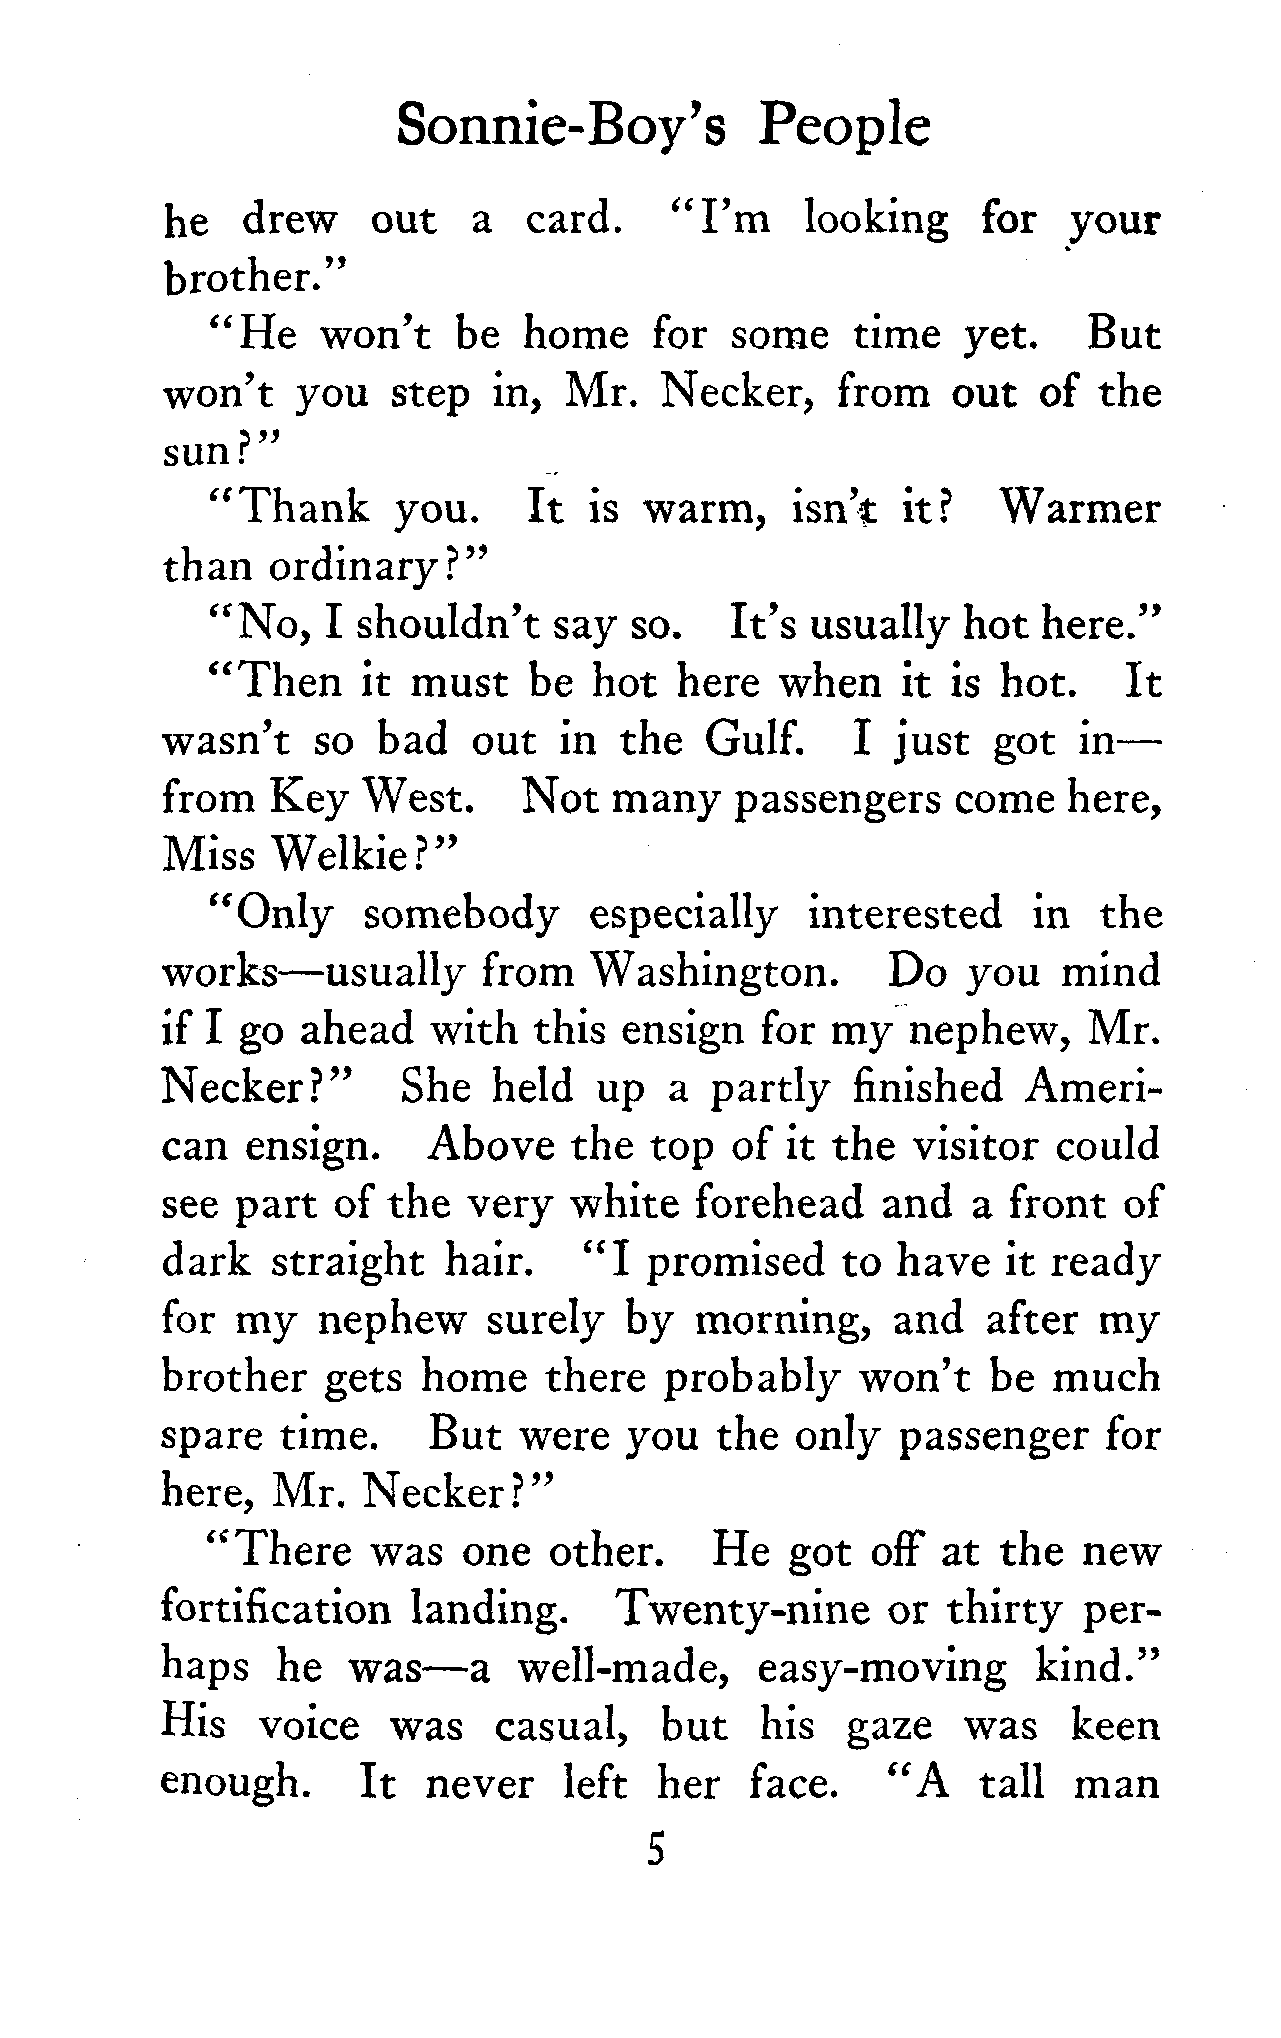 Sonnie-Boy's People
he drew out a card. "I'm looking for your
brother."
"He won't be home for some time yet. But
won't you step in, Mr. Necker, from out of the
sun?"
"Thank you. It is warm, isn't it? Warmer
than ordinary?"
"No, I shouldn't say so. It's usually hot here."
"Then it must be hot here when it is hot. It
wasn't so bad out in the Gulf. I just got in—
from Key West. Not many passengers come here,
Miss Welkie?"
"Only somebody especially interested in the
works—usually from Washington. Do you mind
if I go ahead with this ensign for my nephew, Mr.
Necker?" She held up a partly finished Ameri-
can ensign. Above the top of it the visitor could
see part of the very white forehead and a front of
dark straight hair. "I promised to have it ready
for my nephew surely by morning, and after my
brother gets home there probably won't be much
spare time. But were you the only passenger for
here, Mr. Necker?"
"There was one other. He got off at the new
fortification landing. Twenty-nine or thirty per-
haps he was—a well-made, easy-moving kind."
His voice was casual, but his gaze was keen
enough. It never left her face. "A tall man
5